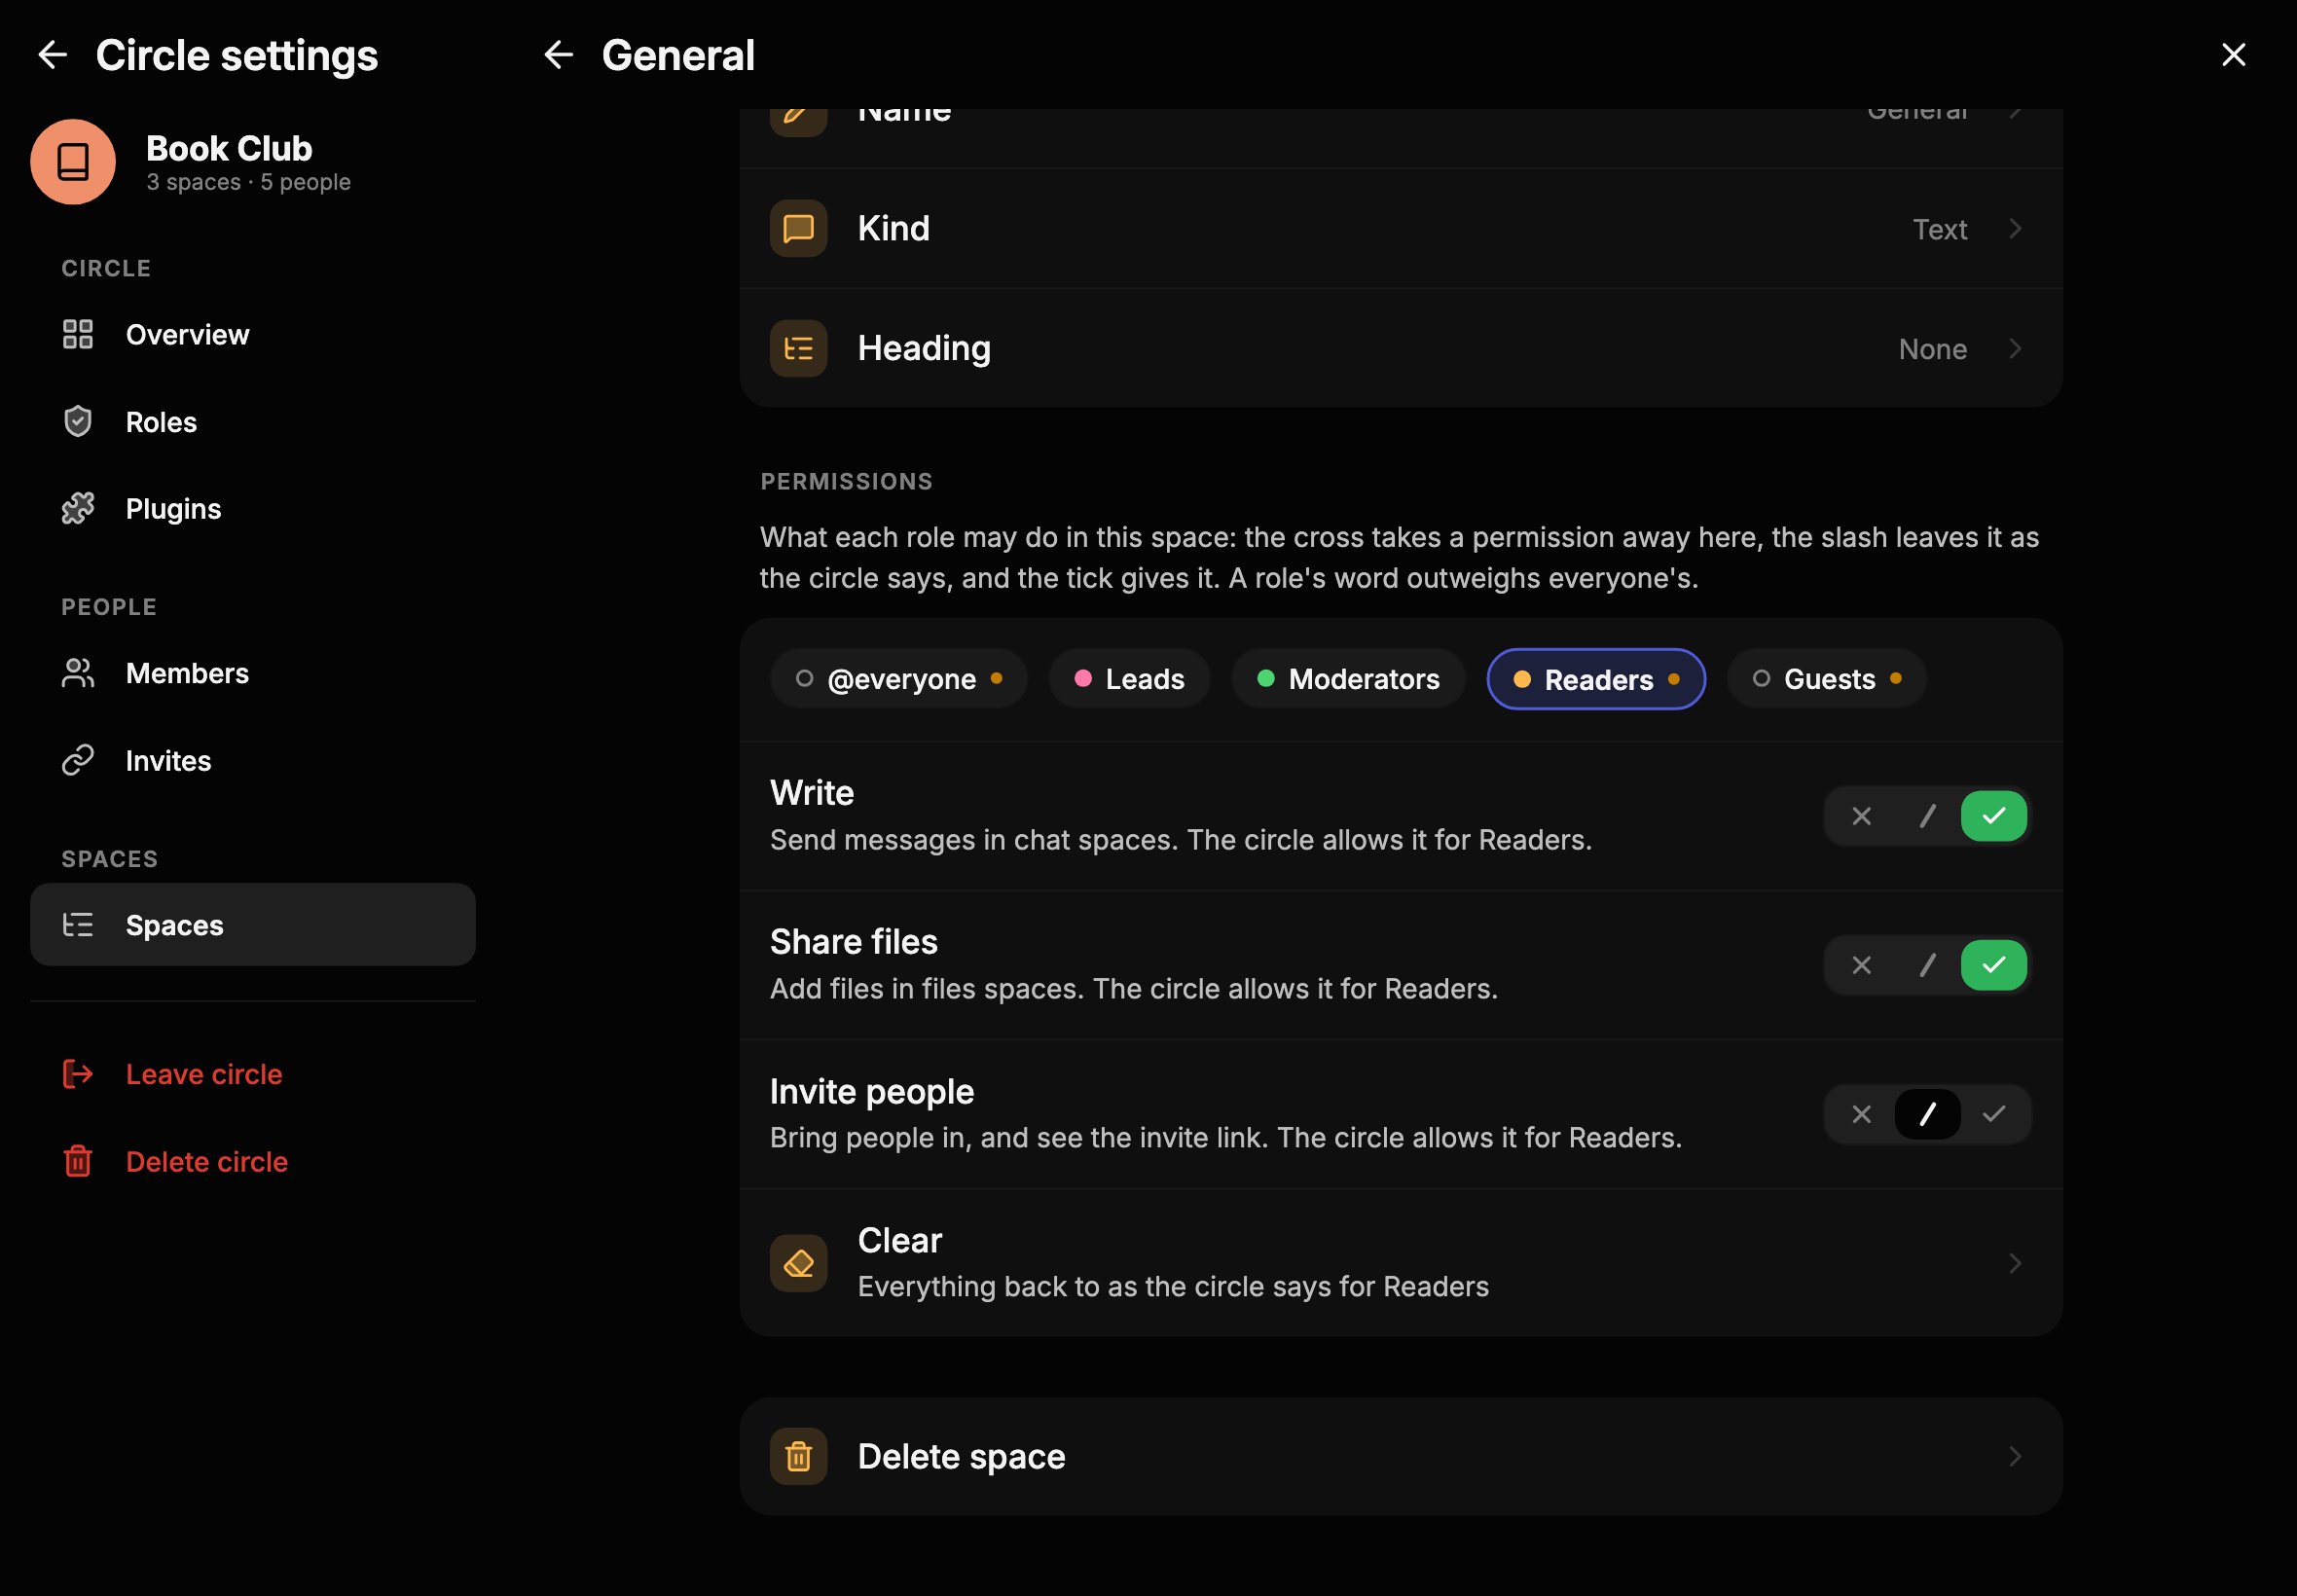 Circle settings
General
Book Club
3 spaces · 5 people
CIRCLE
Overview
Roles
Plugins
PEOPLE
Members
Invites
SPACES
Spaces
Leave circle
Delete circle
Name
General
Kind
Text
Heading
None
PERMISSIONS
What each role may do in this space: the cross takes a permission away here, the slash leaves it as
the circle says, and the tick gives it. A role's word outweighs everyone's.
@everyone
Leads
Moderators
Readers
Guests
Write
Send messages in chat spaces. The circle allows it for Readers.
Share files
Add files in files spaces. The circle allows it for Readers.
Invite people
Bring people in, and see the invite link. The circle allows it for Readers.
Clear
Everything back to as the circle says for Readers
Delete space